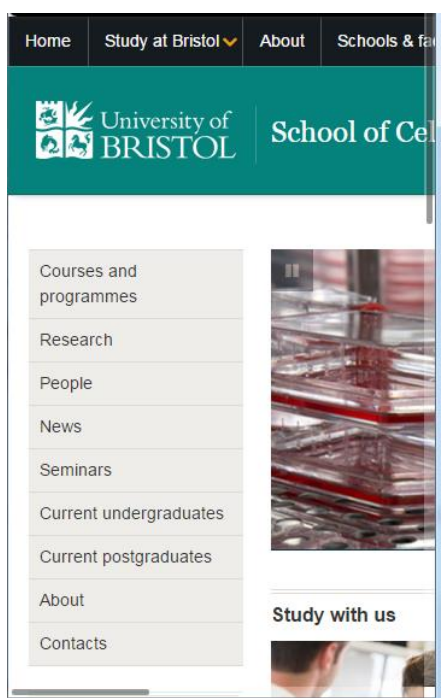 Home Study at Bristol About Schools & fa
University of
BRISTOL
School of Cel
Courses and
programmes
Research
People
News
Seminars
Current undergraduates
Current postgraduates
About
Contacts
Study with us